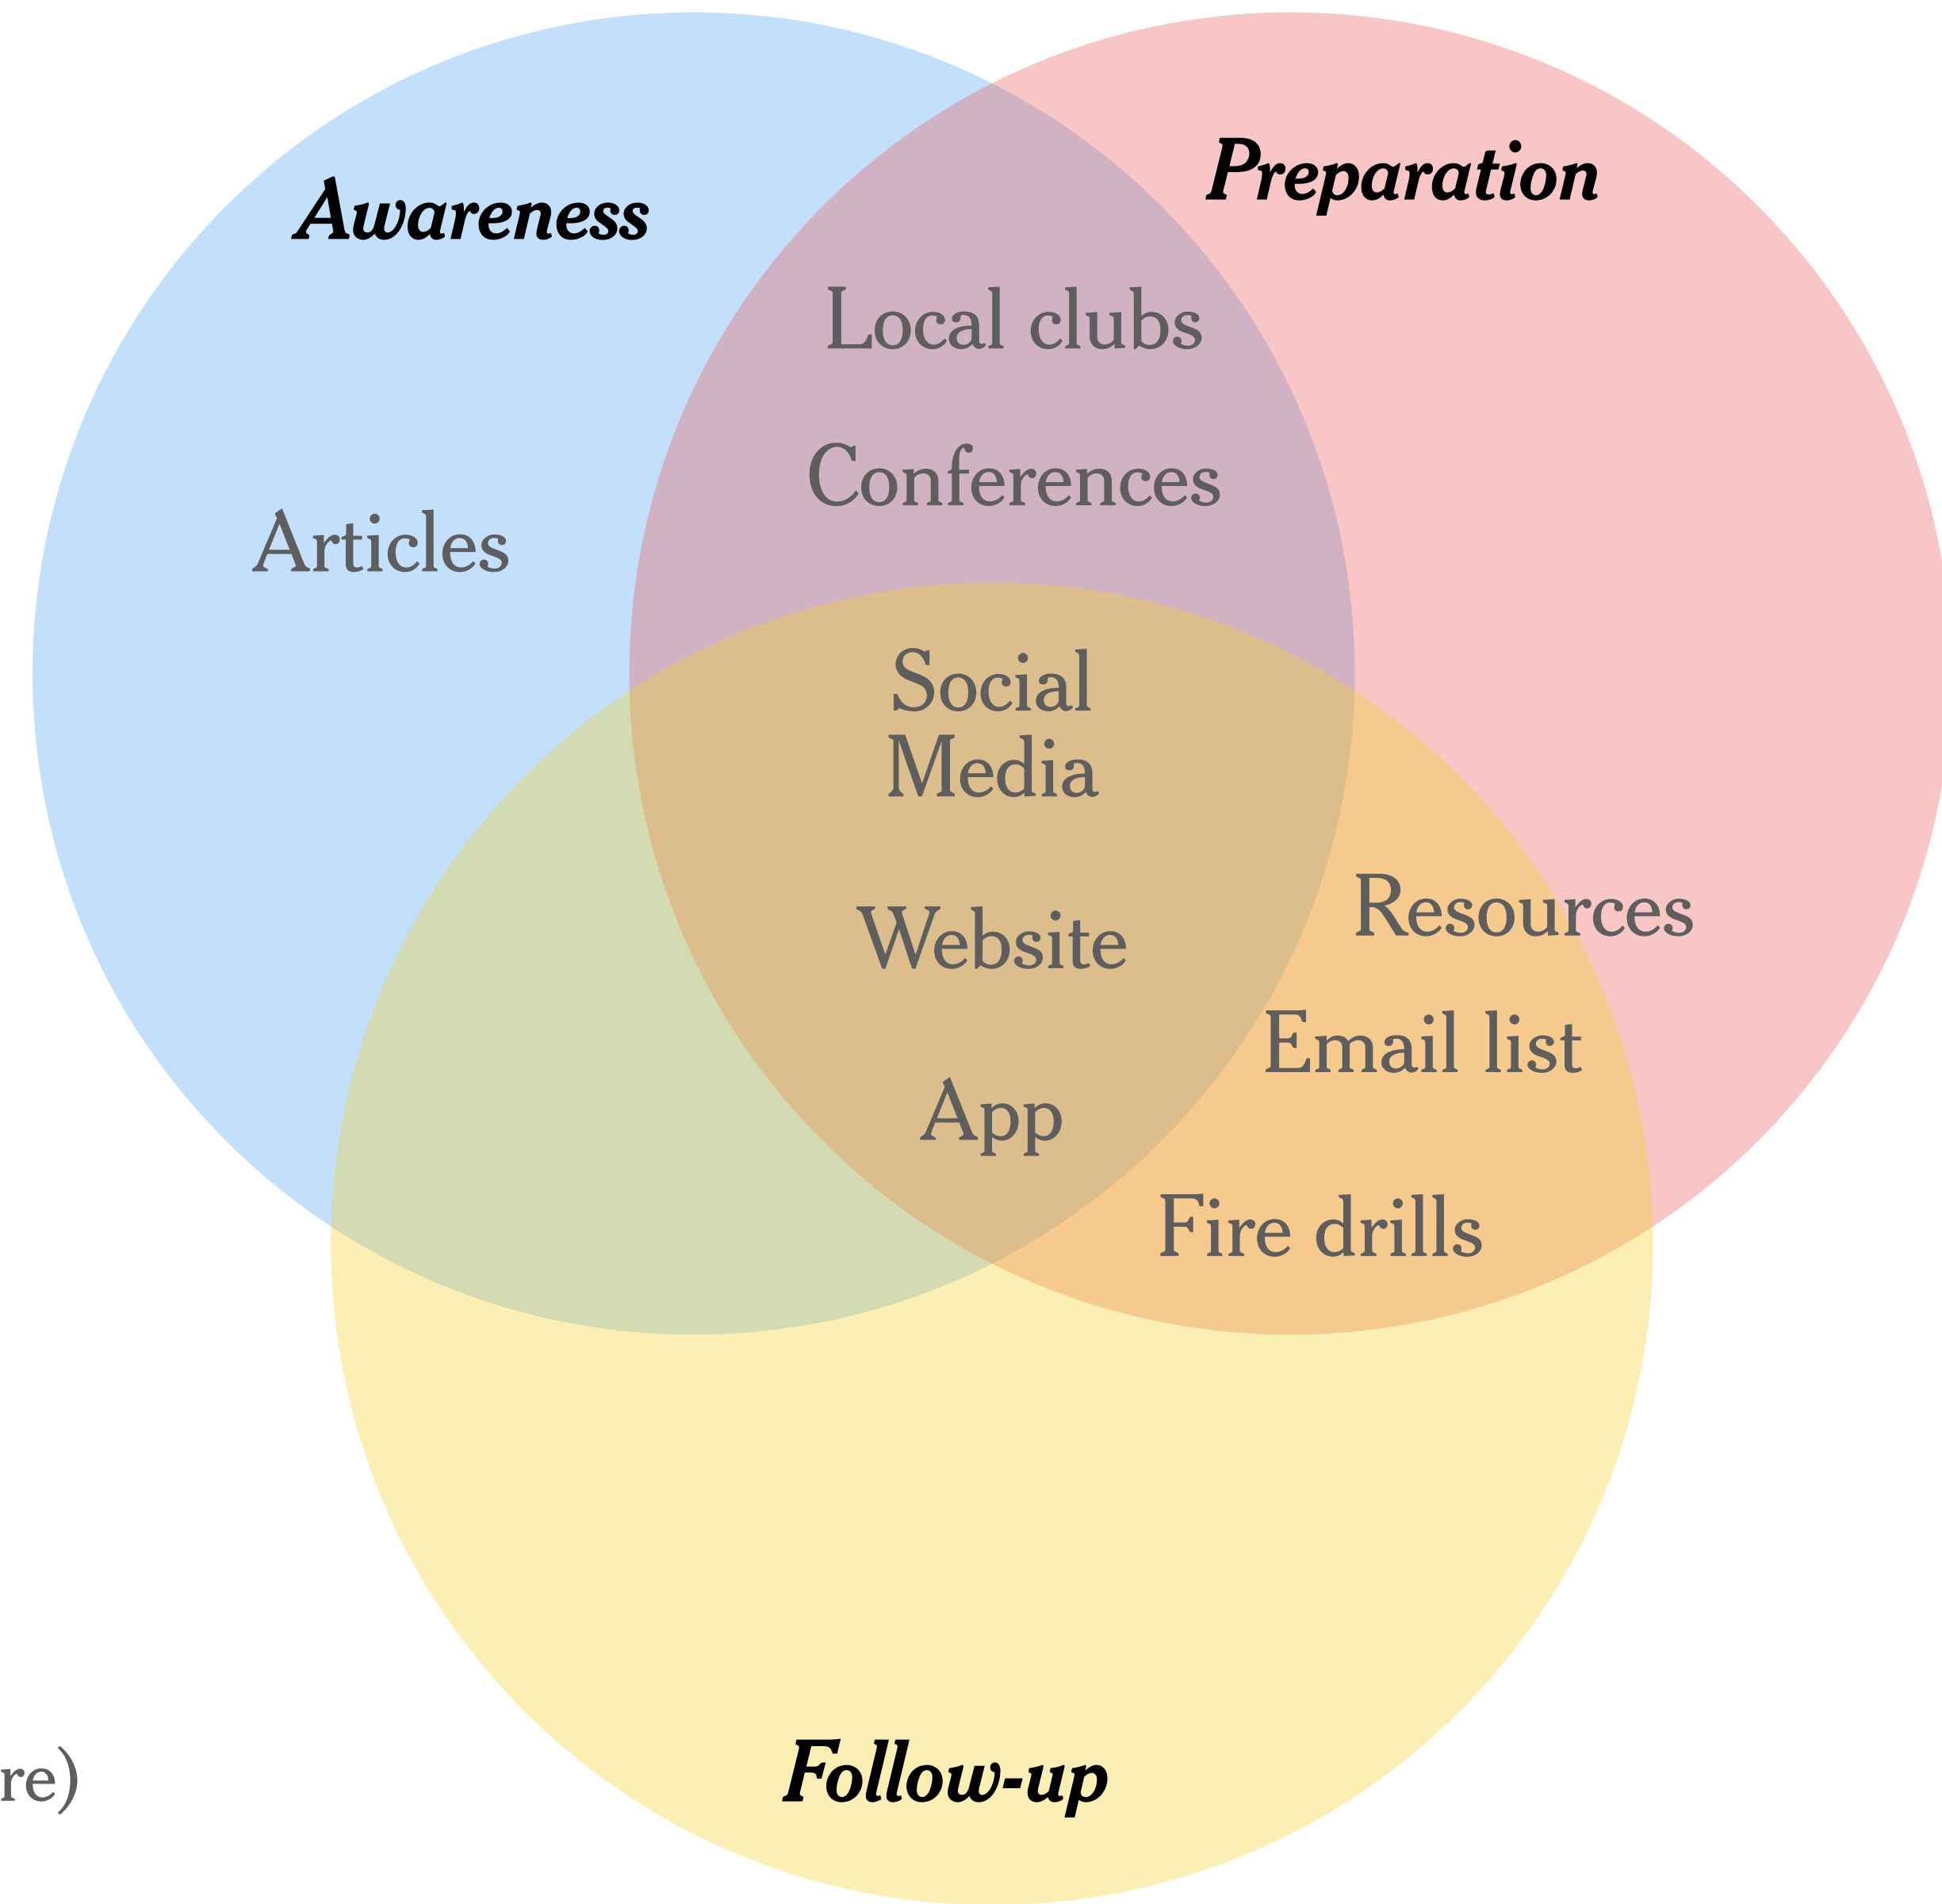 Awareness
Preparation
Local clubs
Conferences
Articles
Social
Media
Resources
Website
Email list
App
Fire drills
Follow-up
re)